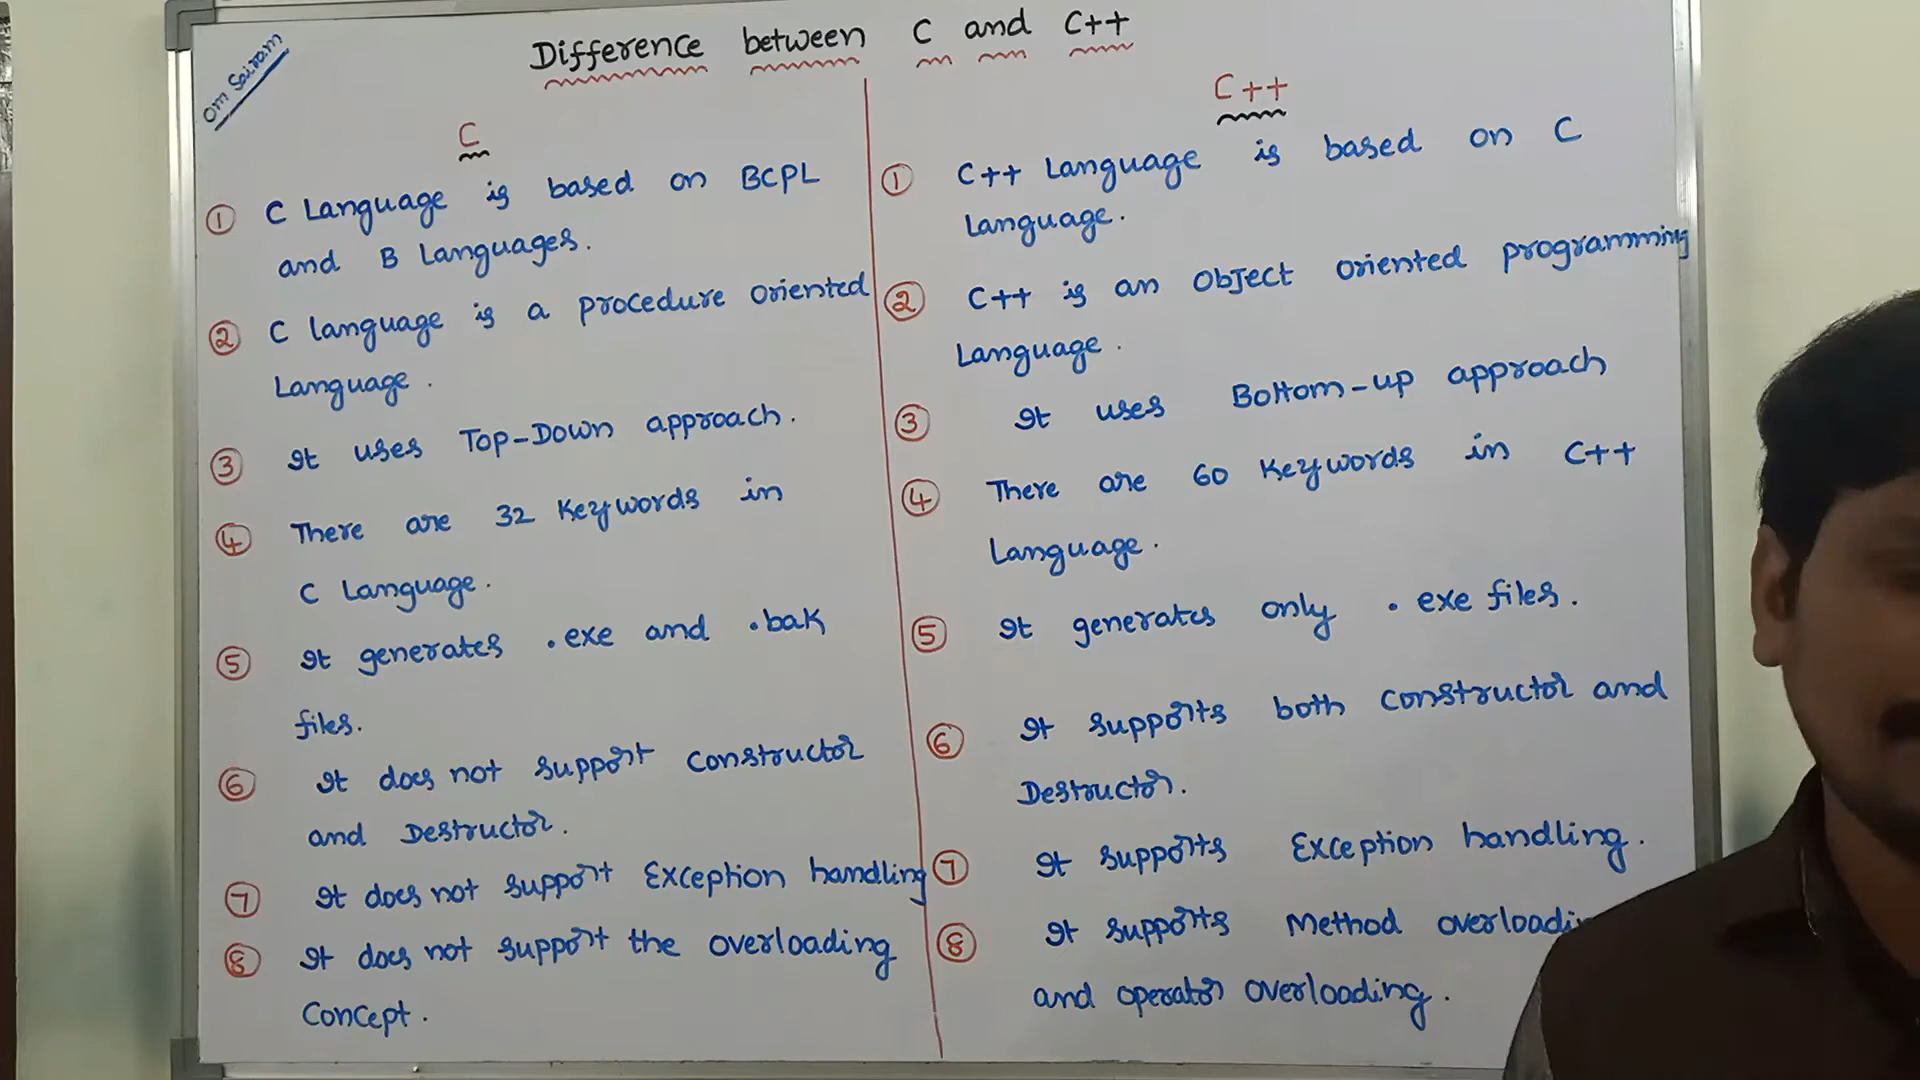 Om Sairam
Difference between C and C++
C
① C Language is based on BCPL
and B Languages.
② C language is a procedure oriented
Language.
③ It uses Top-Down approach.
④ There are 32 Keywords in
C Language.
⑤ It generates .exe and .bak
files.
⑥ It does not support constructor
and Destructor.
⑦ It does not support Exception handling
⑧ It does not support the overloading
Concept.
C++
① C++ Language is based on C
Language.
② C++ is an Object oriented programming
Language.
③ It uses Bottom-up approach
④ There are 60 Keywords in C++
Language.
⑤ It generates only .exe files.
⑥ It supports both constructor and
Destructor.
⑦ It supports Exception handling.
⑧ It supports Method
and operator overloading.